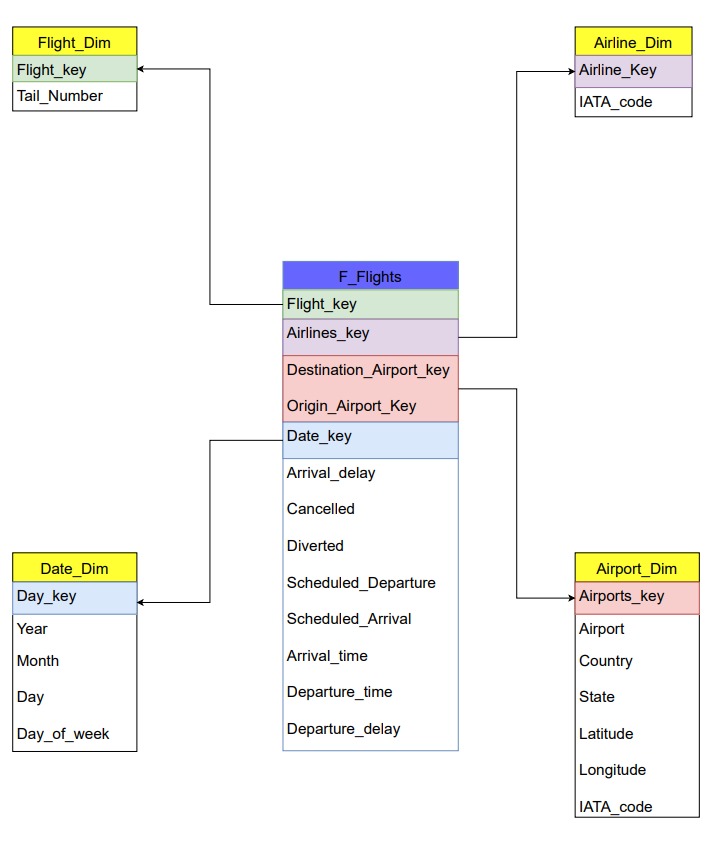 Flight_Dim
Flight_key
Tail_Number
Airline_Dim
Airline_Key
IATA_code
F_Flights
Flight_key
Airlines_key
Destination_Airport_key
Origin_Airport_Key
Date_key
Arrival_delay
Cancelled
Diverted
Scheduled_Departure
Scheduled_Arrival
Arrival_time
Departure_time
Departure_delay
Date_Dim
Day_key
Year
Month
Day
Day_of_week
Airport_Dim
Airports_key
Airport
Country
State
Latitude
Longitude
IATA_code